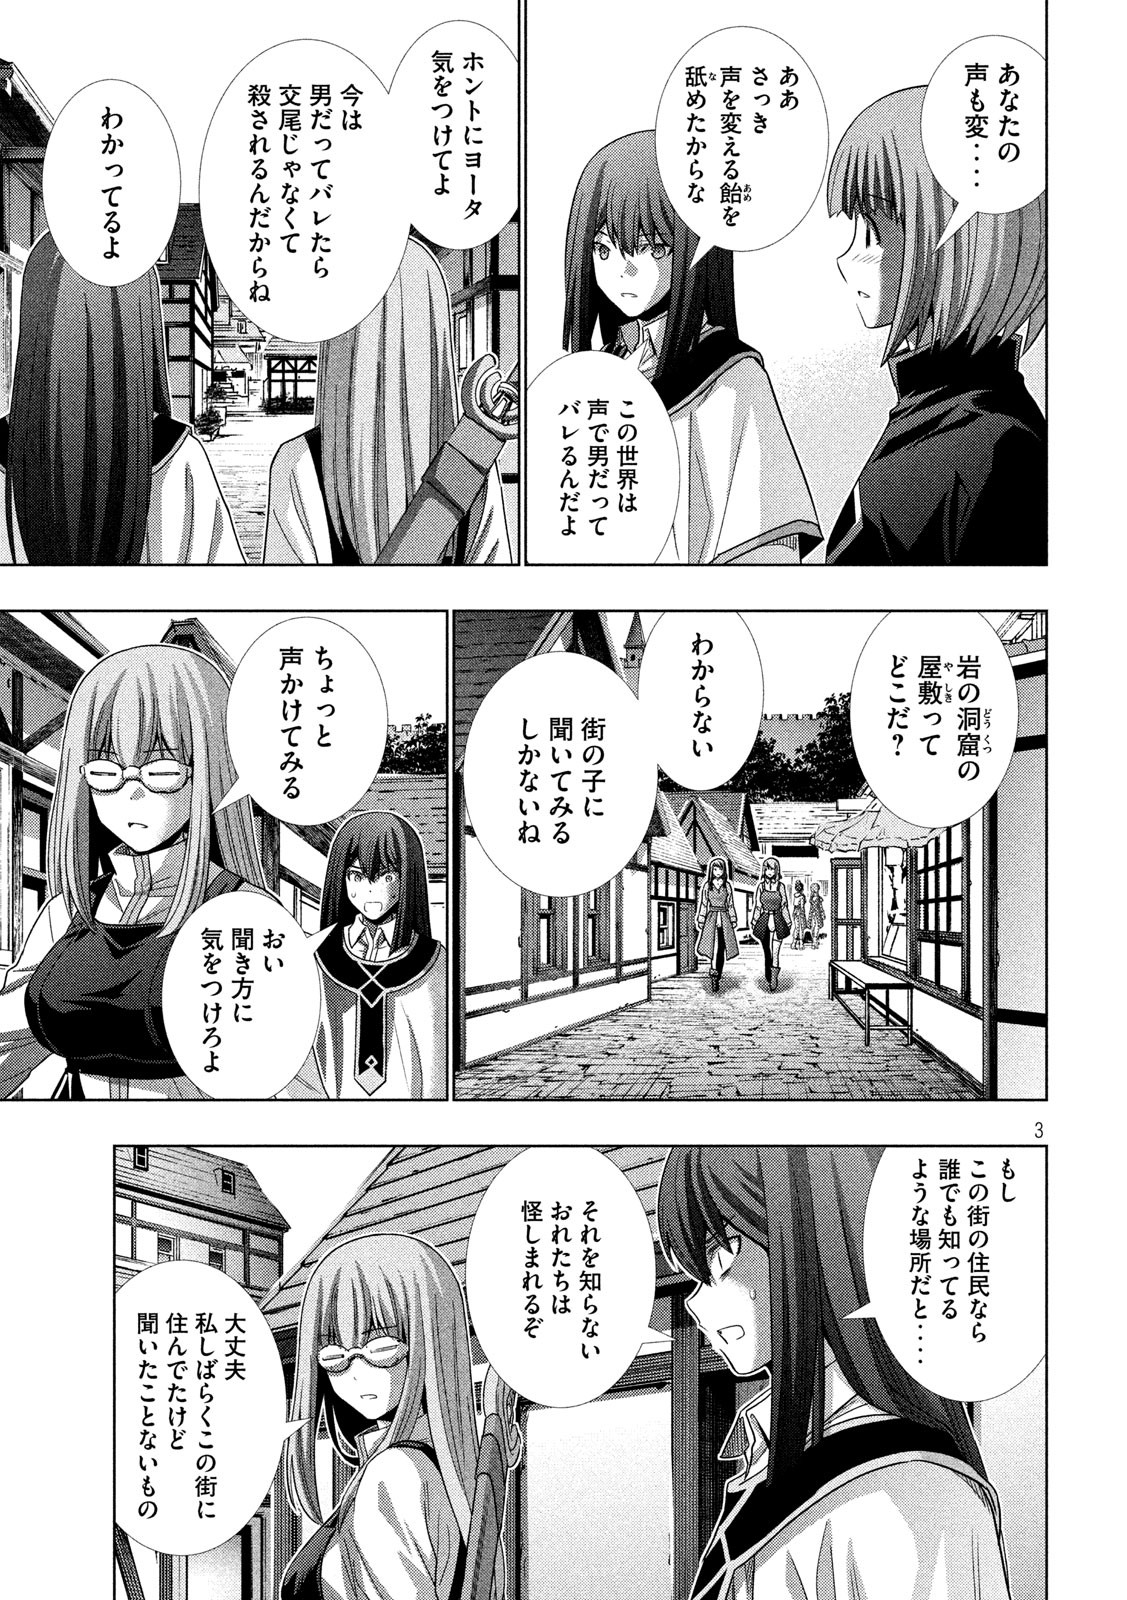 あなたの
声も変‥‥
ああ
さっき
声を変える飴を
舐めたからな
この世界は
声で男だって
バレるんだよ
ホントにヨータ
気をつけてよ
今は
男だってバレたら
交尾じゃなくて
殺されるんだからね
わかってるよ
岩の洞窟の
屋敷って
どこだ?
わからない
街の子に
聞いてみる
しかないね
ちょっと
声かけてみる
おい
聞き方に
気をつけろよ
3
もし
この街の住民なら
誰でも知ってる
ような場所だと‥‥
それを知らない
おれたちは
怪しまれるぞ
大丈夫
私しばらくこの街に
住んでたけど
聞いたことないもの